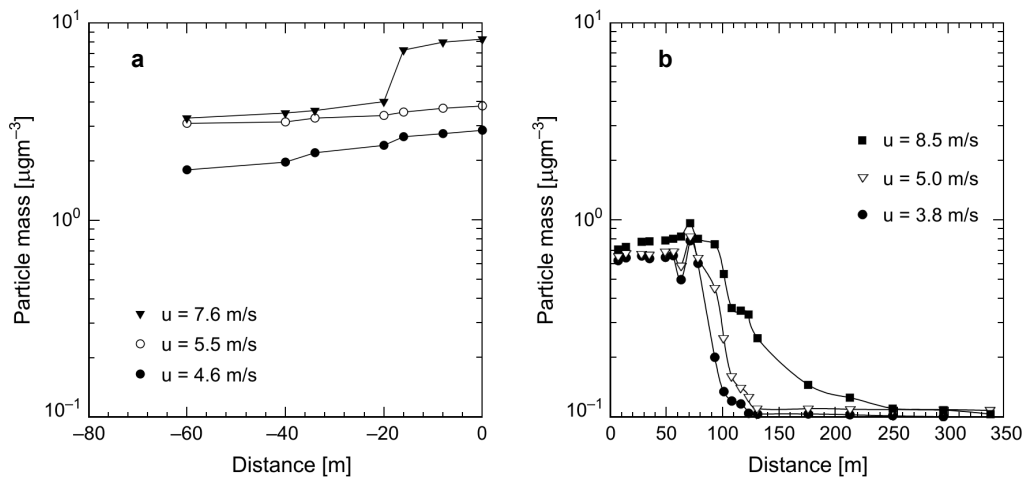 a
Particle mass [μgm⁻³]
10¹
10⁰
10⁻¹
u = 7.6 m/s
u = 5.5 m/s
u = 4.6 m/s
−80 −60 −40 −20 0
Distance [m]
b
Particle mass [μgm⁻³]
10¹
10⁰
10⁻¹
u = 8.5 m/s
u = 5.0 m/s
u = 3.8 m/s
0 50 100 150 200 250 300 350
Distance [m]